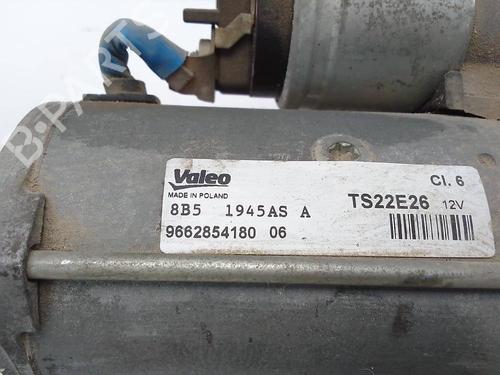 Valeo
MADE IN POLAND
Cl. 6
8B5 1945AS A
TS22E26 12V
9662854180 06
B-PARTS